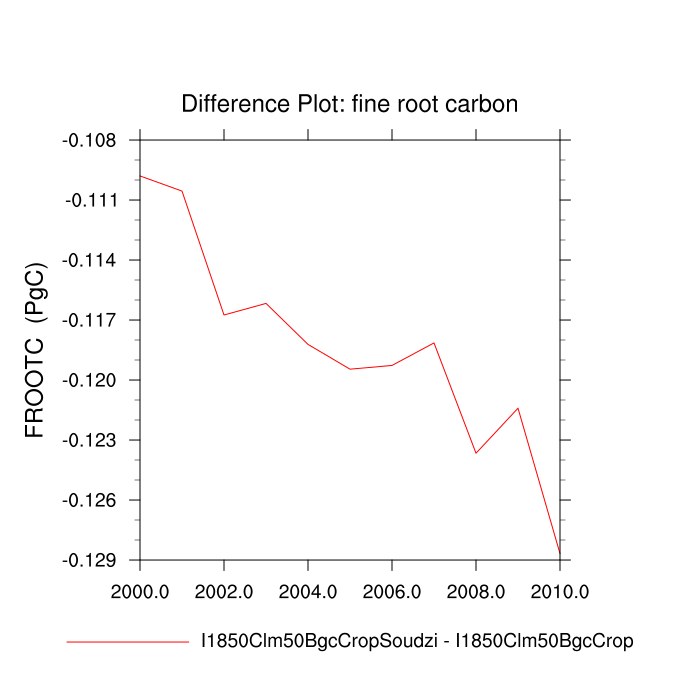 Difference Plot: fine root carbon
FROOTC (PgC)
-0.108
-0.111
-0.114
-0.117
-0.120
-0.123
-0.126
-0.129
2000.0 2002.0 2004.0 2006.0 2008.0 2010.0
I1850Clm50BgcCropSoudzi - I1850Clm50BgcCrop